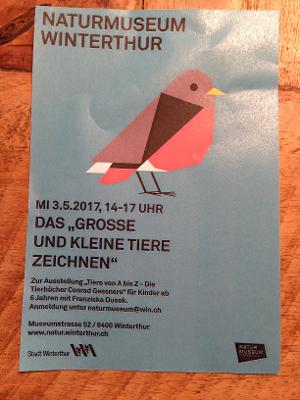 NATURMUSEUM
WINTERTHUR
MI 3.5.2017, 14-17 UHR
DAS „GROSSE
UND KLEINE TIERE
ZEICHNEN“
Zur Ausstellung „Tiere von A bis Z - Die
Tierbücher Conrad Gessners“ für Kinder ab
6 Jahren mit Franziska Dusek.
Anmeldung unter naturmuseum@win.ch
Museumstrasse 52 / 8400 Winterthur
www.natur.winterthur.ch
Stadt Winterthur
NATUR
MUSEUM